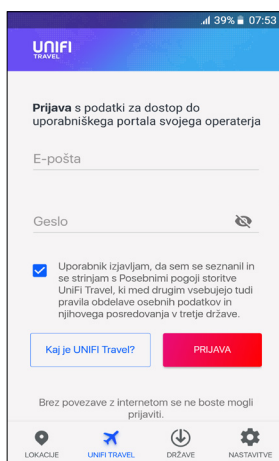 39% 07:53
UNIFI
TRAVEL
Prijava s podatki za dostop do
uporabniškega portala svojega operaterja
E-pošta
Geslo
Uporabnik izjavljam, da sem se seznanil in
se strinjam s Posebnimi pogoji storitve
UniFi Travel, ki med drugim vsebujejo tudi
pravila obdelave osebnih podatkov in
njihovega posredovanja v tretje države.
Kaj je UNIFI Travel?
PRIJAVA
Brez povezave z internetom se ne boste mogli
prijaviti.
LOKACIJE UNIFI TRAVEL DRŽAVE NASTAVITVE